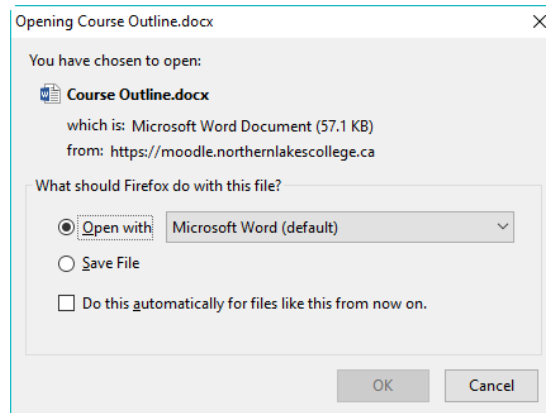 Opening Course Outline.docx
You have chosen to open:
Course Outline.docx
which is: Microsoft Word Document (57.1 KB)
from: https://moodle.northernlakescollege.ca
What should Firefox do with this file?
Open with Microsoft Word (default)
Save File
Do this automatically for files like this from now on.
OK Cancel